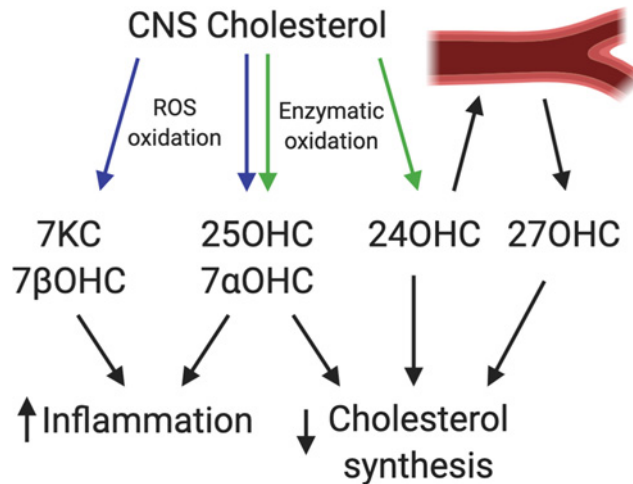 CNS Cholesterol
ROS
oxidation
Enzymatic
oxidation
7KC
7βOHC
25OHC
7αOHC
24OHC
27OHC
Inflammation
Cholesterol
synthesis